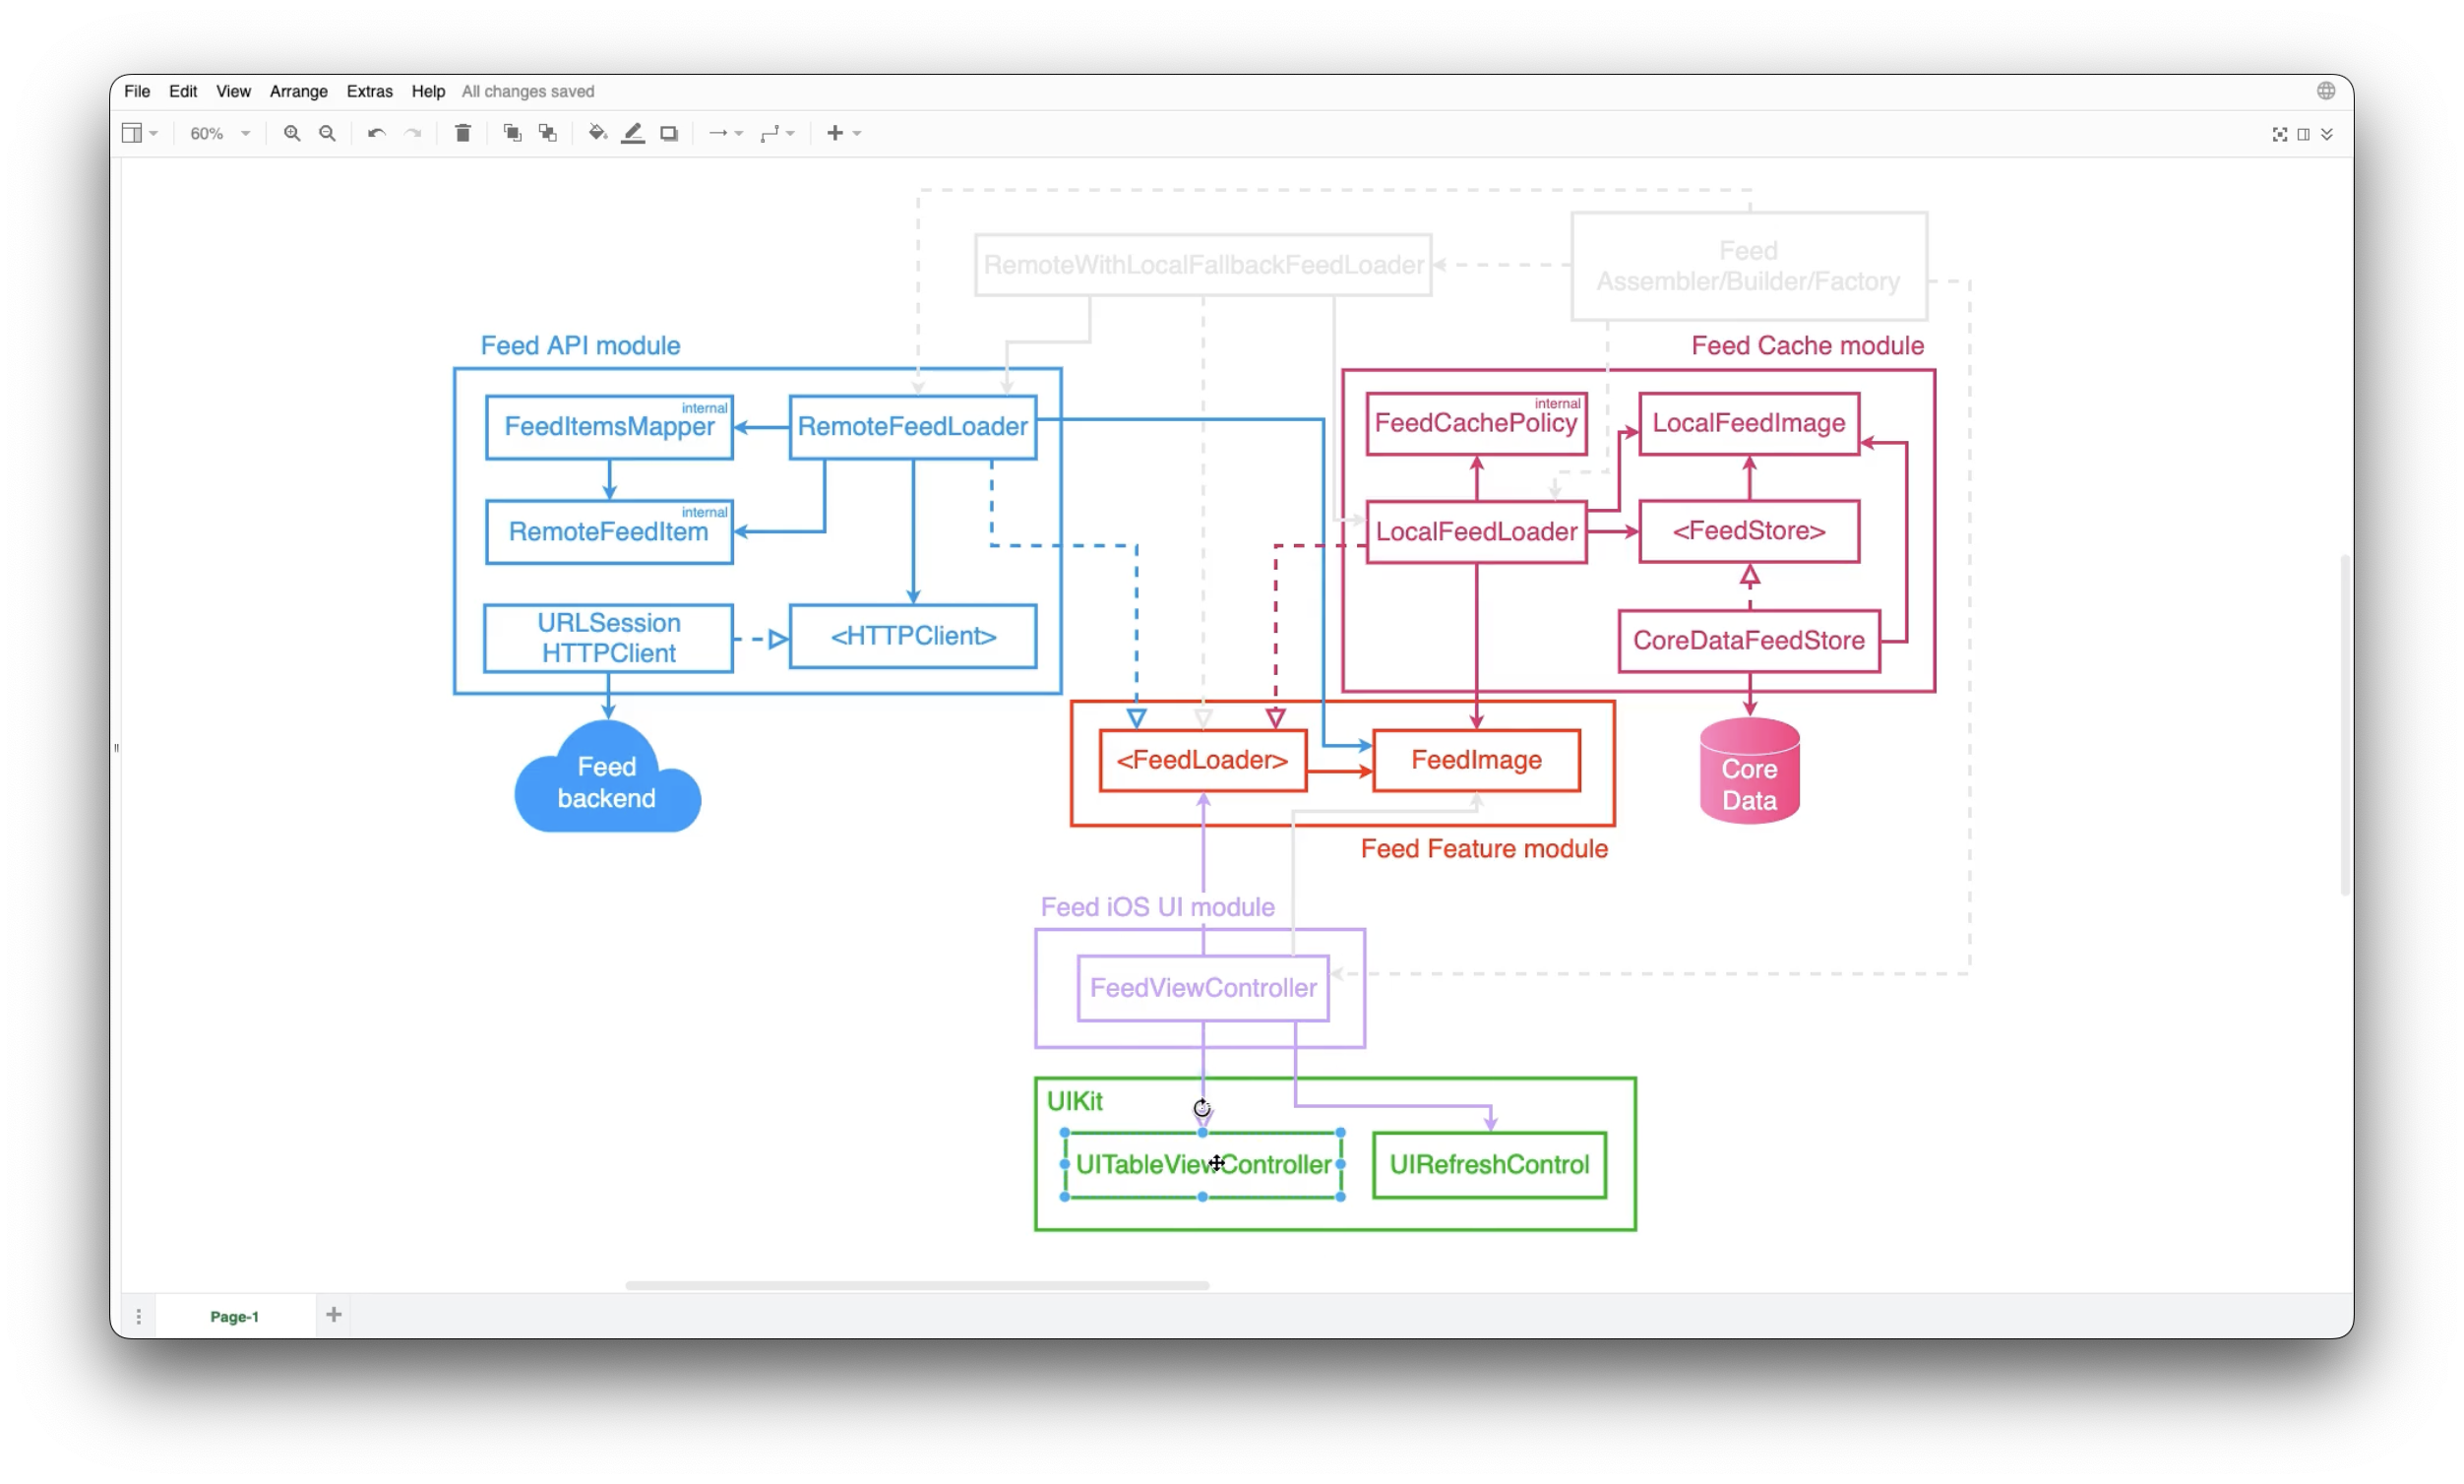 File Edit View Arrange Extras Help All changes saved
60%
RemoteWithLocalFallbackFeedLoader
Feed
Assembler/Builder/Factory
Feed API module
Feed Cache module
internal
FeedItemsMapper
RemoteFeedLoader
internal
FeedCachePolicy
LocalFeedImage
internal
RemoteFeedItem
LocalFeedLoader
<FeedStore>
URLSession
HTTPClient
<HTTPClient>
CoreDataFeedStore
Feed
backend
<FeedLoader>
FeedImage
Core
Data
Feed Feature module
Feed iOS UI module
FeedViewController
UIKit
UITableViewController
UIRefreshControl
Page-1